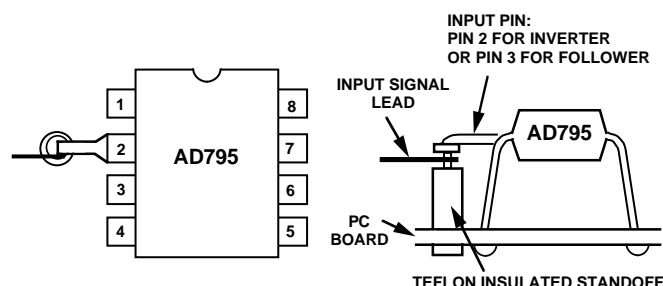 1
2
3
4
AD795
8
7
6
5
INPUT PIN:
PIN 2 FOR INVERTER
OR PIN 3 FOR FOLLOWER
INPUT SIGNAL
LEAD
AD795
PC
BOARD
TEFLON INSULATED STANDOFF